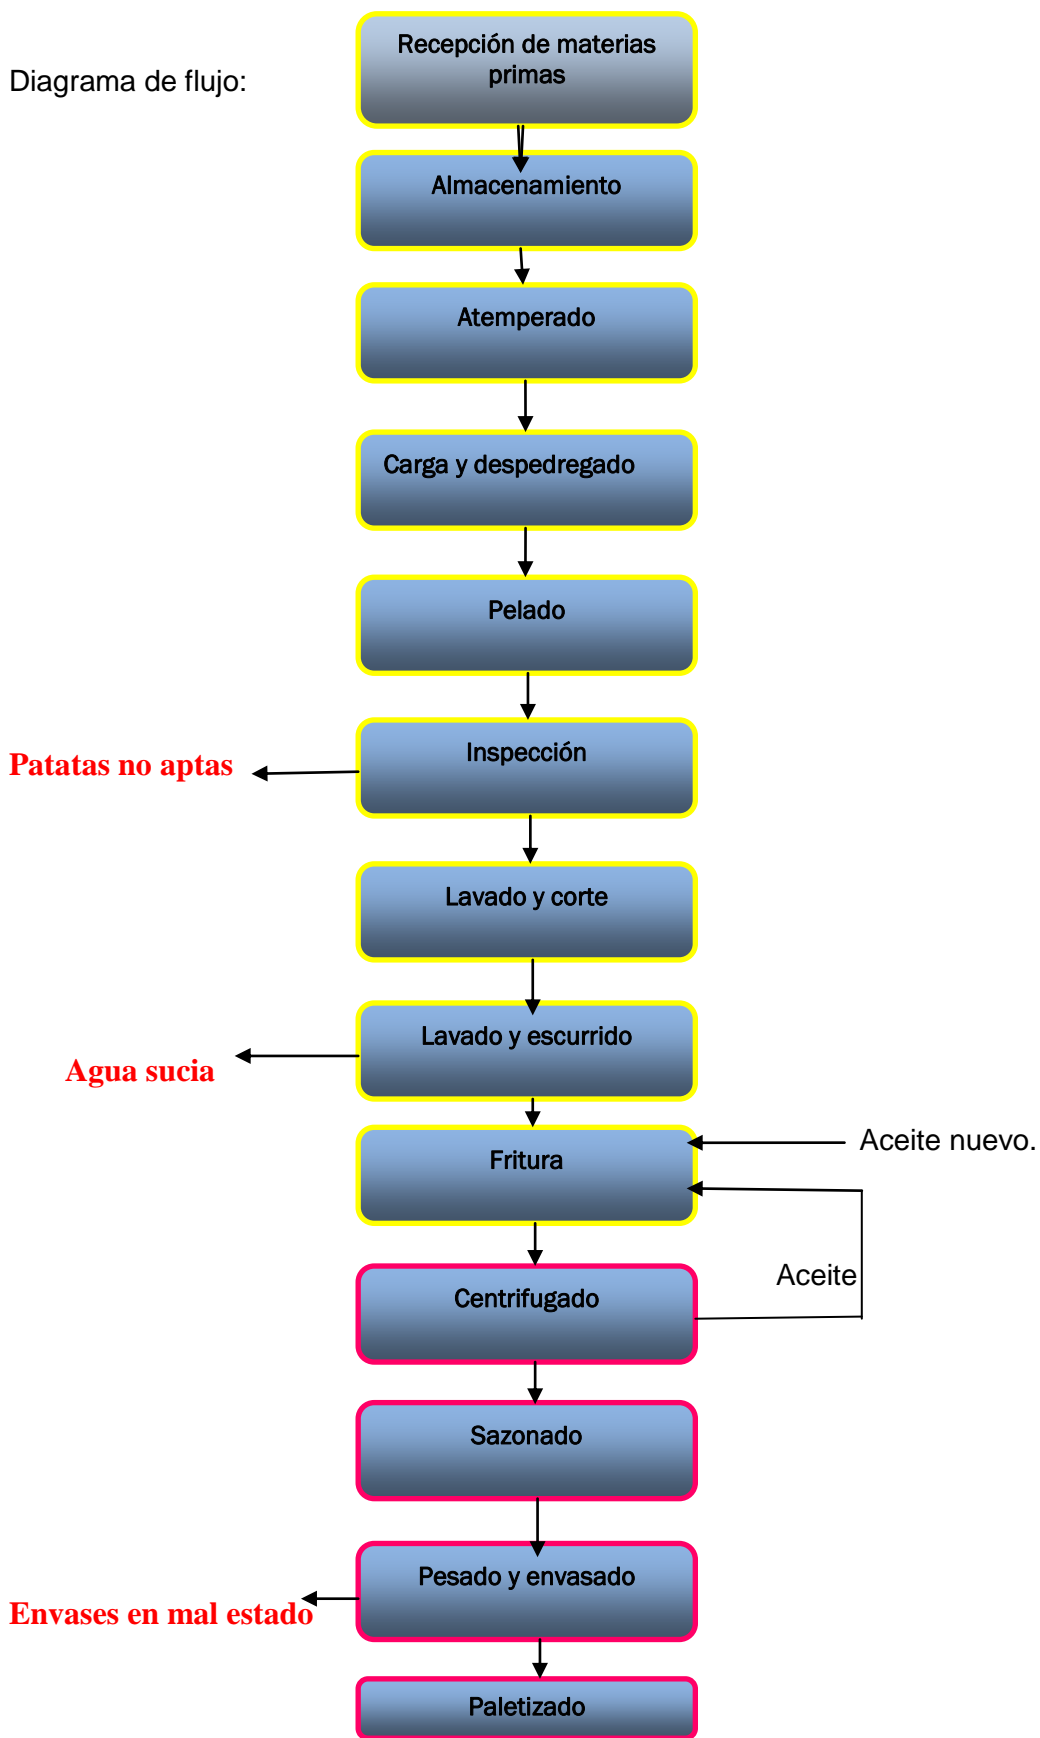 Recepción de materias
primas
Diagrama de flujo:
Almacenamiento
Atemperado
Carga y despedregado
Pelado
Inspección
Patatas no aptas
Lavado y corte
Lavado y escurrido
Agua sucia
Aceite nuevo.
Fritura
Aceite
Centrifugado
Sazonado
Pesado y envasado
Envases en mal estado
Paletizado